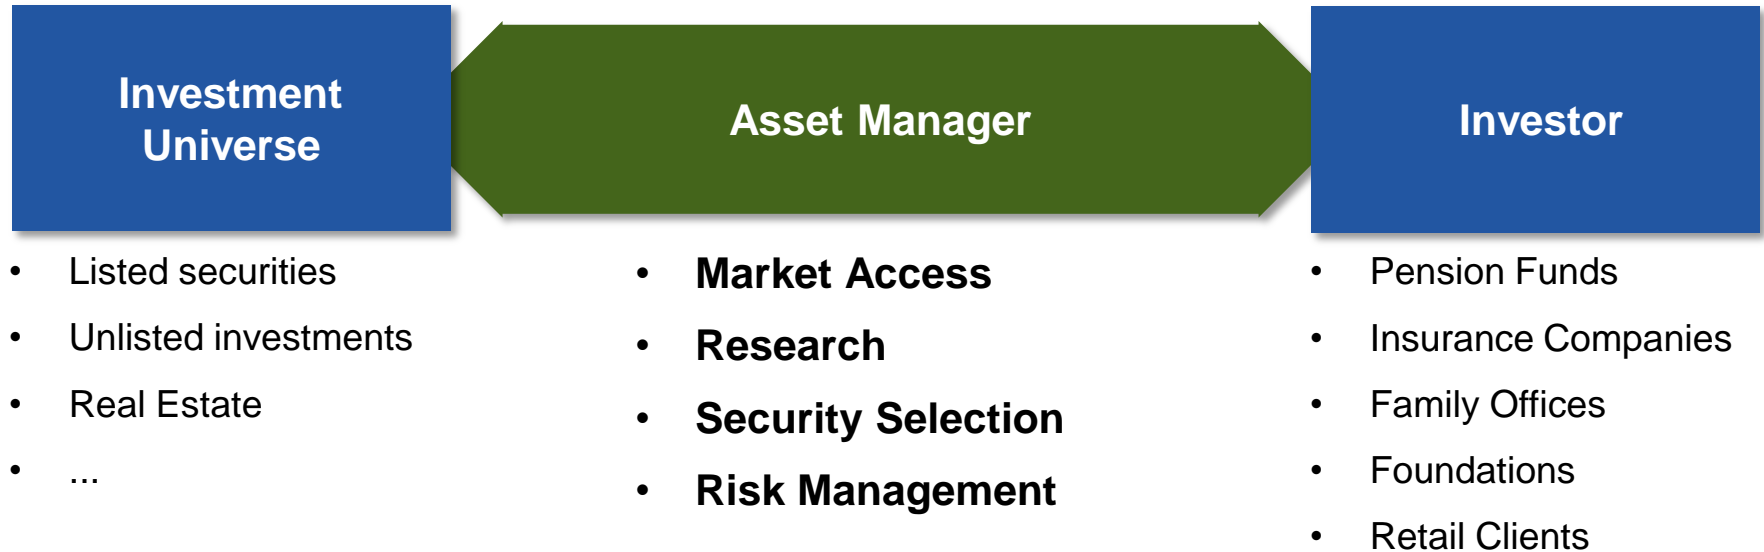 Investment
Universe
Asset Manager
Investor
• Listed securities
• Unlisted investments
• Real Estate
• ...
• Market Access
• Research
• Security Selection
• Risk Management
• Pension Funds
• Insurance Companies
• Family Offices
• Foundations
• Retail Clients